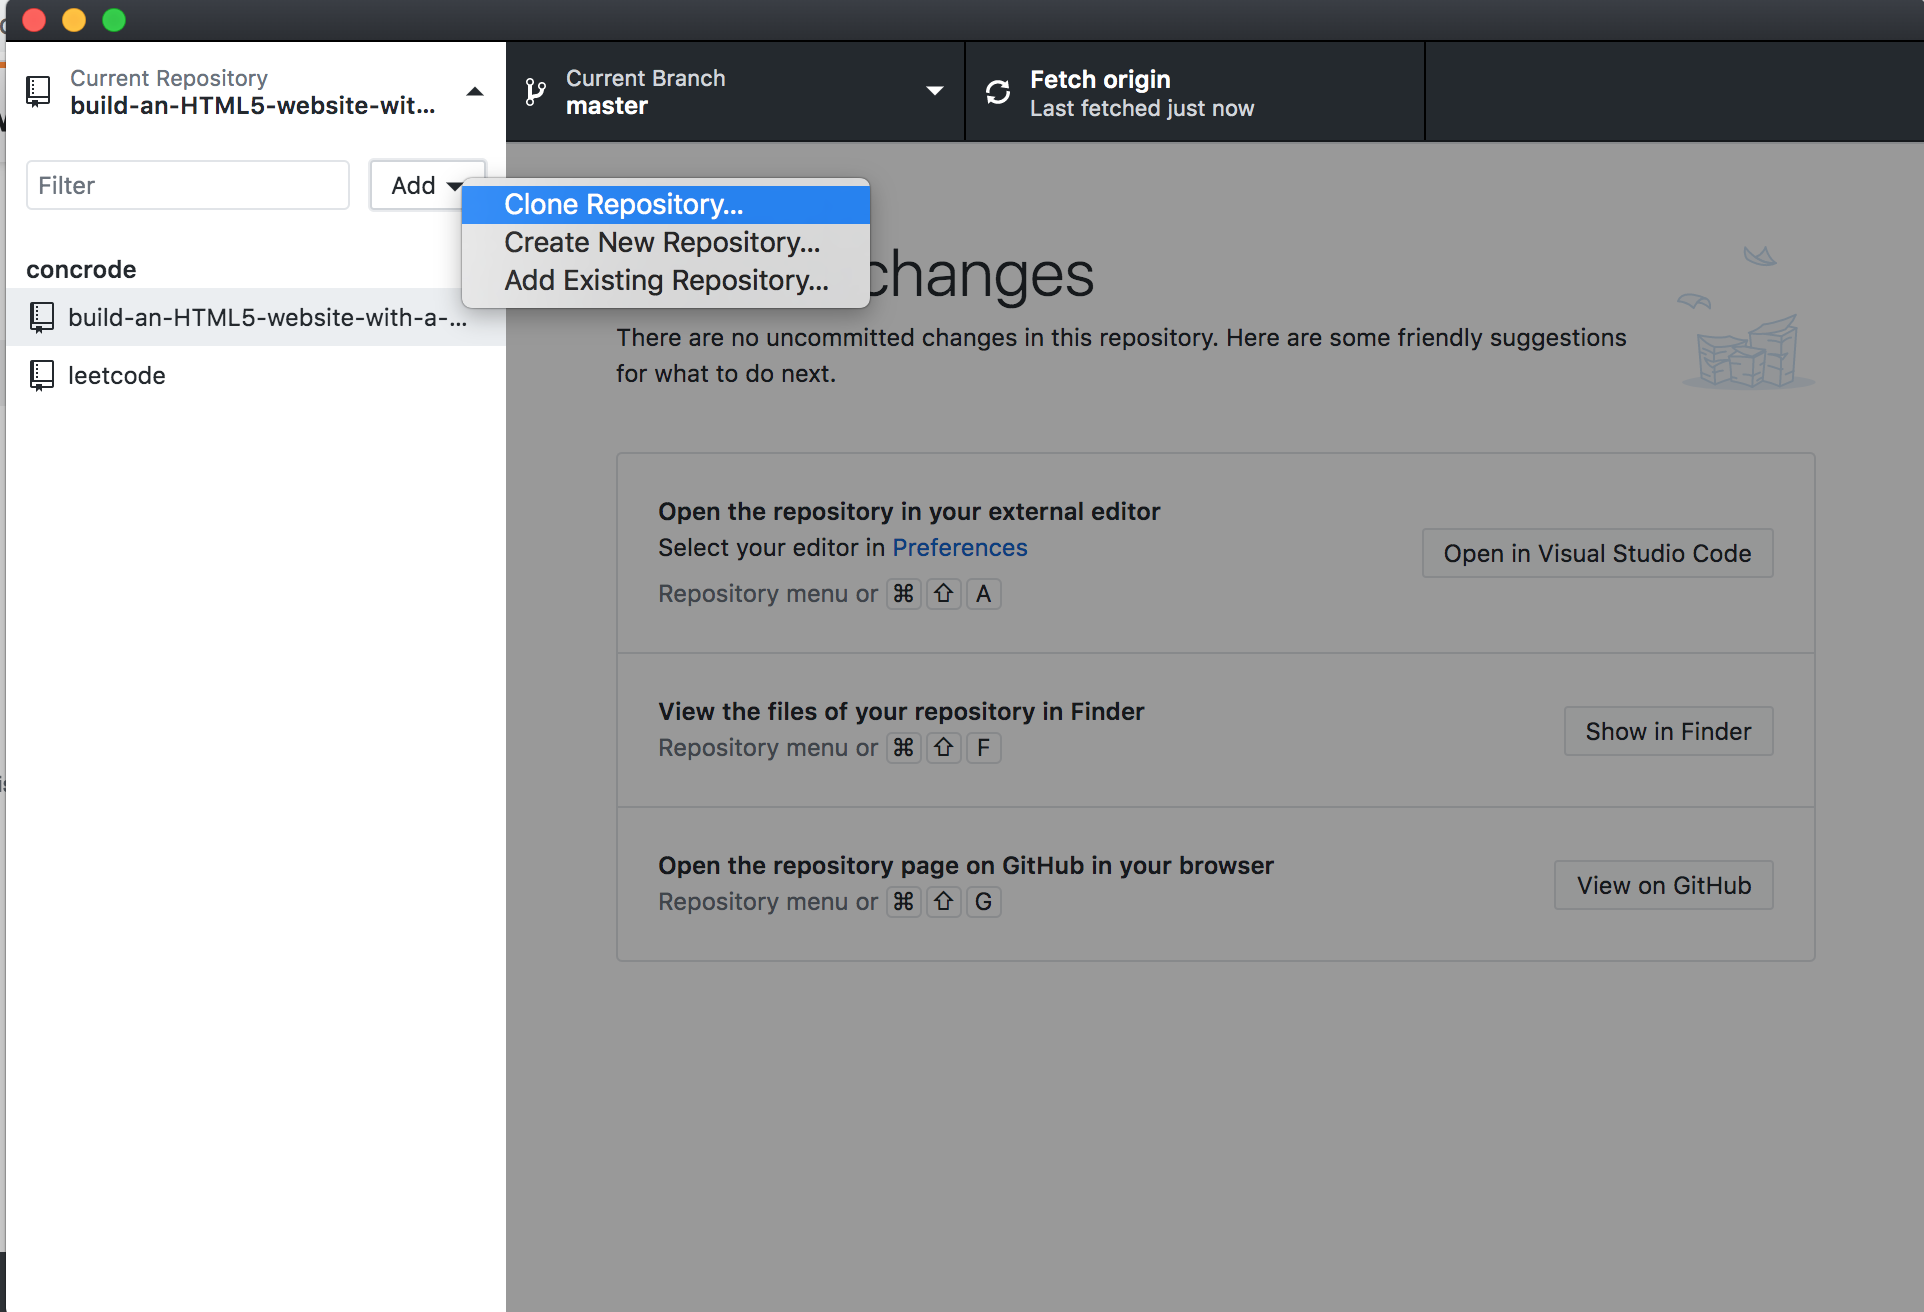 Current Repository
build-an-HTML5-website-wit...
Current Branch
master
Fetch origin
Last fetched just now
Filter
Add
Clone Repository...
Create New Repository...
Add Existing Repository...
changes
concrode
build-an-HTML5-website-with-a-...
leetcode
There are no uncommitted changes in this repository. Here are some friendly suggestions
for what to do next.
Open the repository in your external editor
Select your editor in Preferences
Repository menu or ⌘ ⇧ A
Open in Visual Studio Code
View the files of your repository in Finder
Repository menu or ⌘ ⇧ F
Show in Finder
Open the repository page on GitHub in your browser
Repository menu or ⌘ ⇧ G
View on GitHub